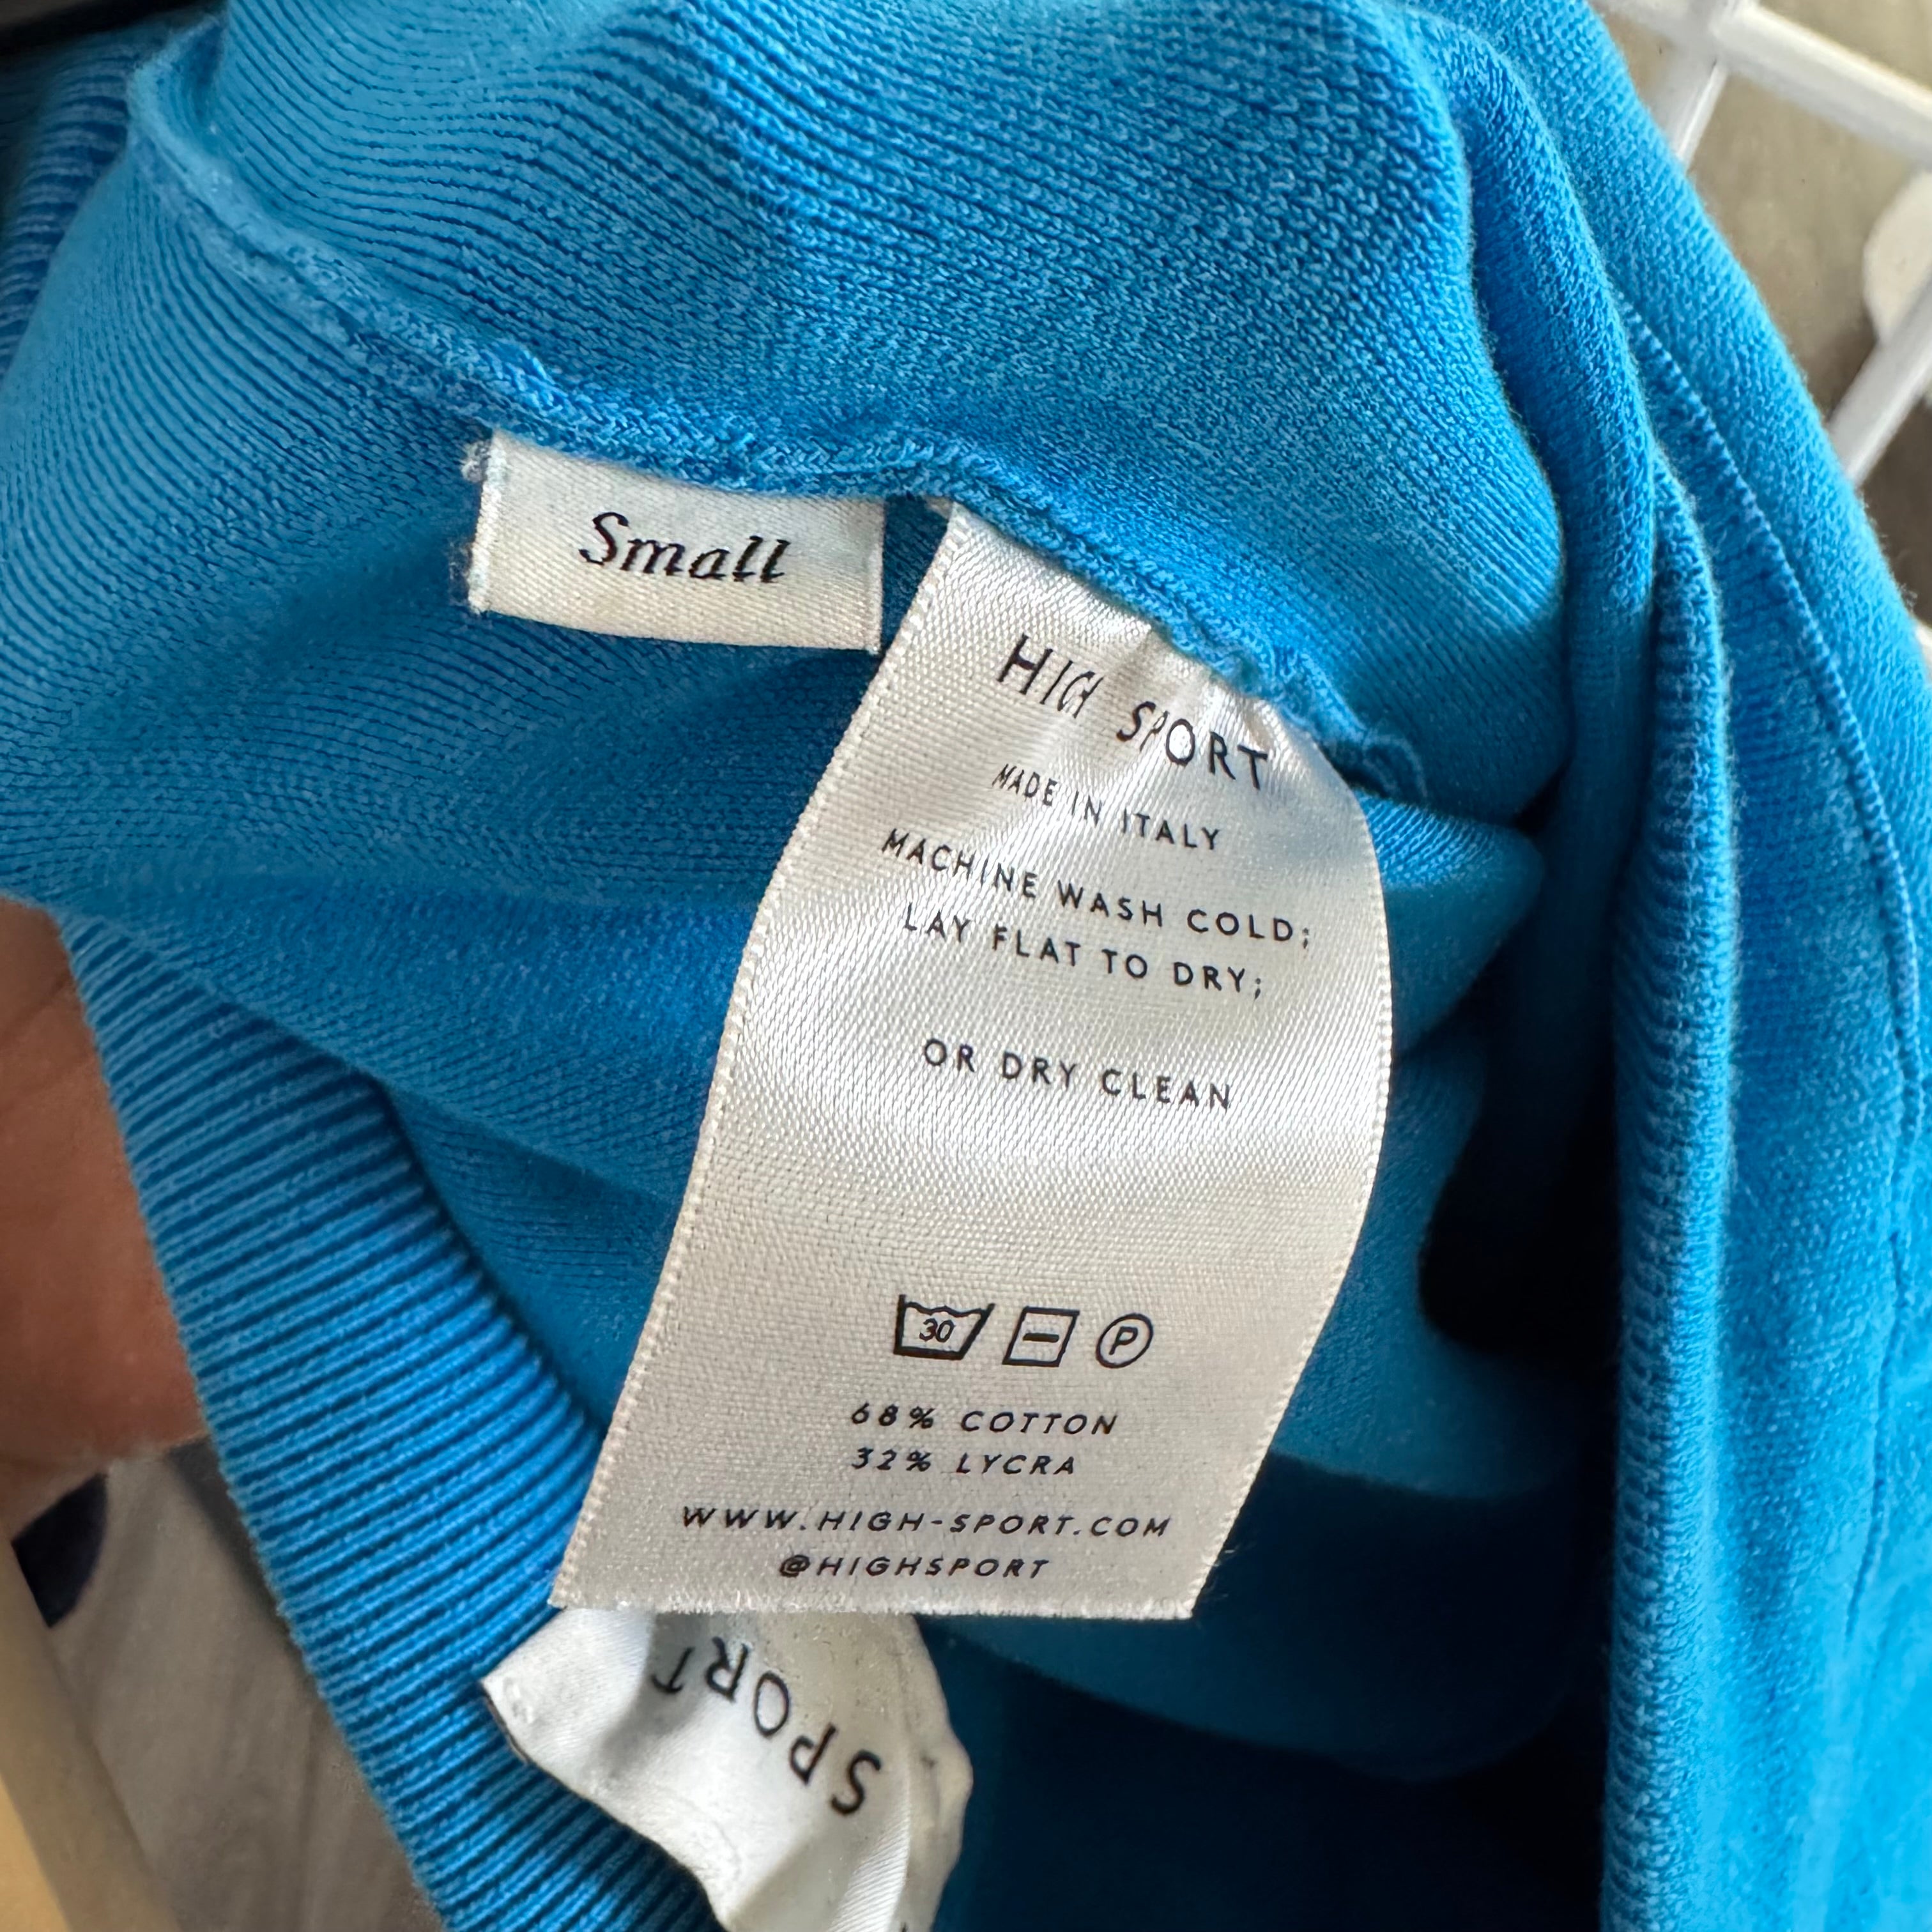 Small
HIGH SPORT
MADE IN ITALY
MACHINE WASH COLD;
LAY FLAT TO DRY;
OR DRY CLEAN
30
P
68% COTTON
32% LYCRA
WWW.HIGH-SPORT.COM
@HIGHSPORT
SPORT